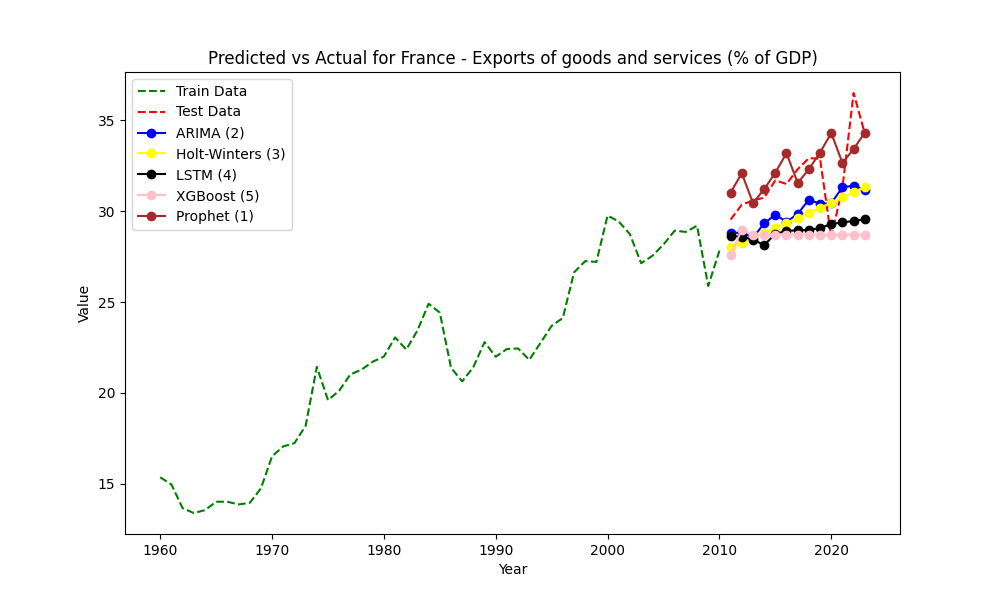 Predicted vs Actual for France - Exports of goods and services (% of GDP)
Train Data
Test Data
ARIMA (2)
Holt-Winters (3)
LSTM (4)
XGBoost (5)
Prophet (1)
35
30
25
20
15
Value
1960 1970 1980 1990 2000 2010 2020
Year